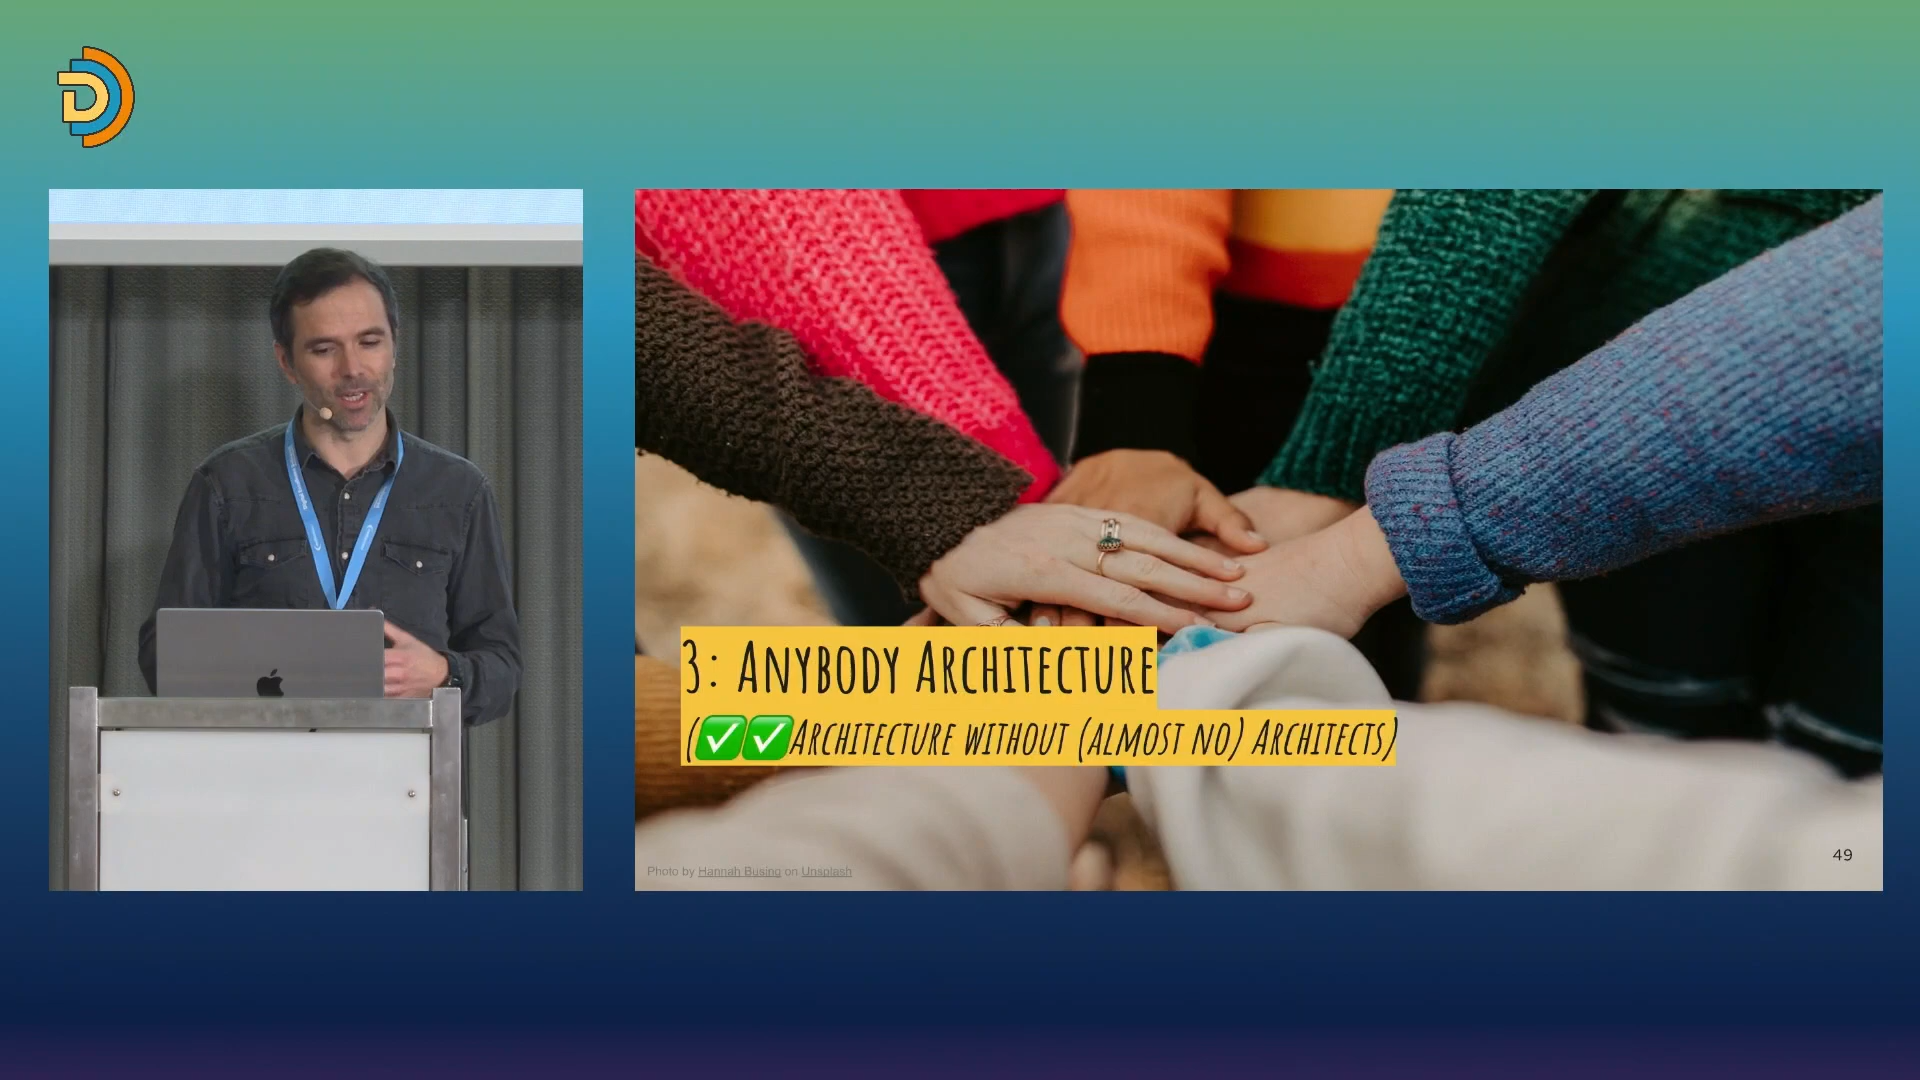 3: Anybody Architecture
(✅✅Architecture without (almost no) Architects)
Photo by Hannah Busing on Unsplash
49